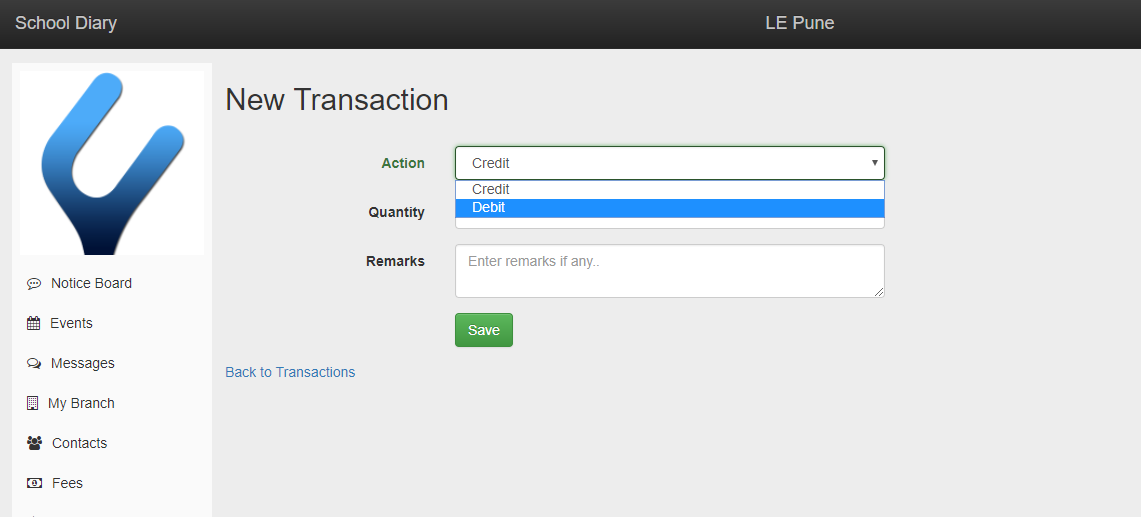 School Diary
LE Pune
New Transaction
Action
Credit
Credit
Debit
Quantity
Remarks
Enter remarks if any..
Save
Back to Transactions
Notice Board
Events
Messages
My Branch
Contacts
Fees